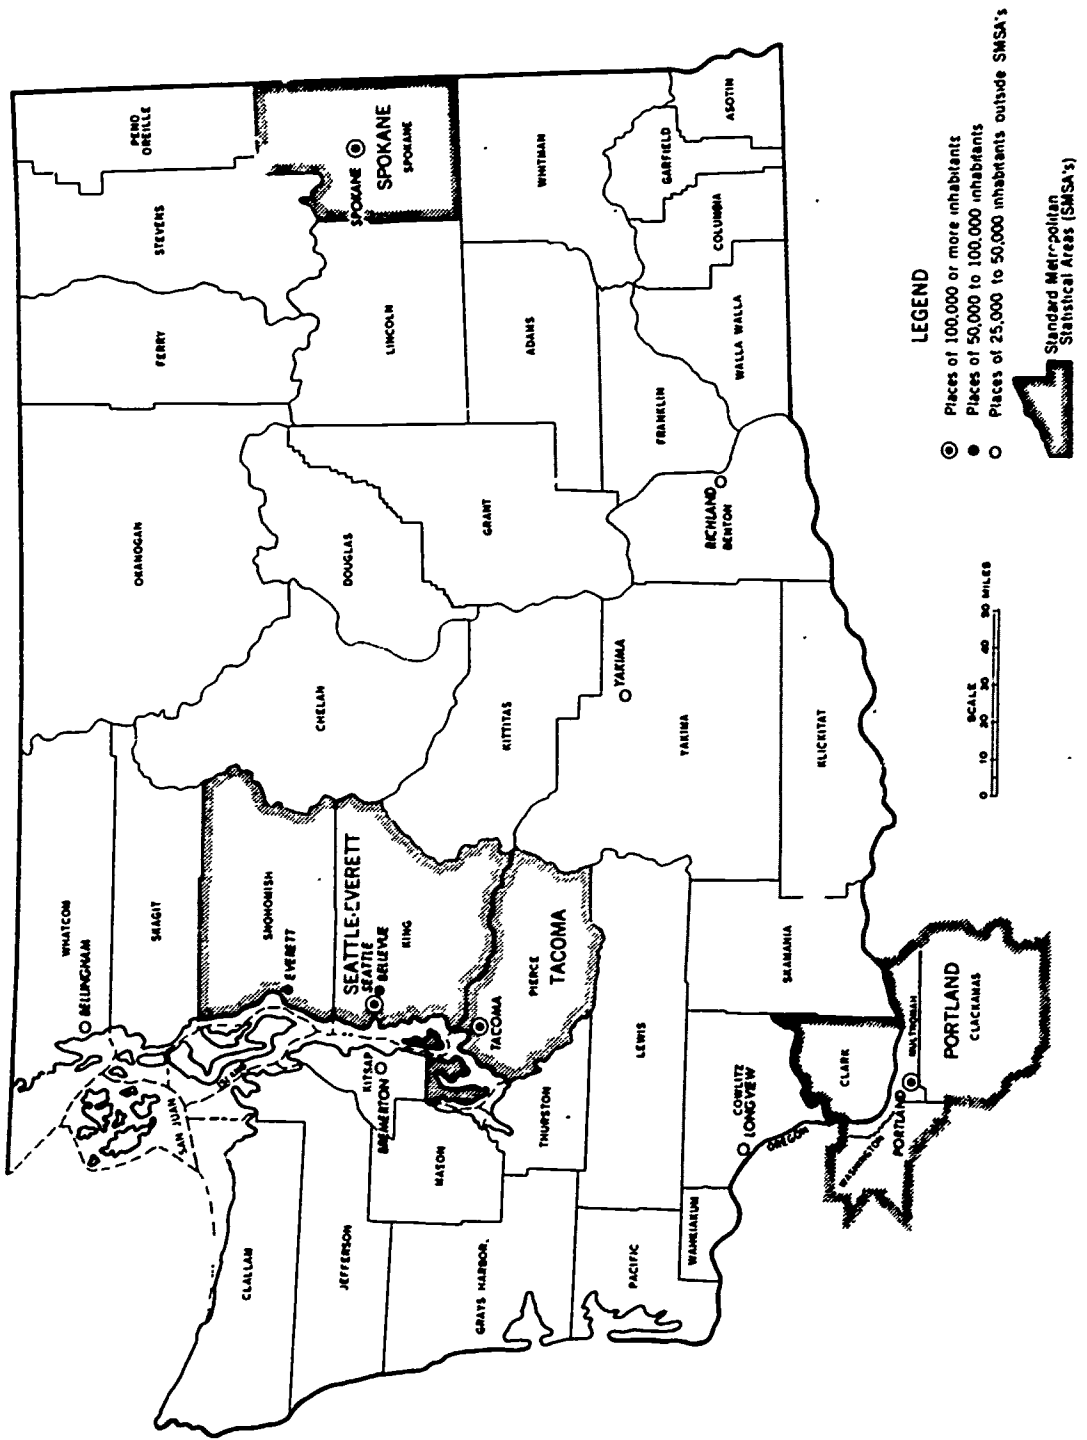 WHATCOM
BELLINGHAM
SAN JUAN
SKAGIT
OKANOGAN
FERRY
STEVENS
PEND
OREILLE
CLALLAM
SNOHOMISH
EVERETT
CHELAN
DOUGLAS
JEFFERSON
KITSAP
BREMERTON
SEATTLE-EVERETT
SEATTLE
BELLEVUE
KING
LINCOLN
SPOKANE
SPOKANE
SPOKANE
MASON
GRAYS HARBOR
TACOMA
PIERCE
TACOMA
KITTITAS
GRANT
ADAMS
WHITMAN
THURSTON
PACIFIC
LEWIS
YAKIMA
YAKIMA
FRANKLIN
GARFIELD
COLUMBIA
ASOTIN
WAHKIAKUM
COWLITZ
LONGVIEW
SKAMANIA
RICHLAND
BENTON
WALLA WALLA
KLICKITAT
OREGON
CLARK
WASHINGTON
PORTLAND
MULTNOMAH
PORTLAND
CLACKAMAS
SCALE
0 10 20 30 40 50 MILES
LEGEND
Places of 100,000 or more inhabitants
Places of 50,000 to 100,000 inhabitants
Places of 25,000 to 50,000 inhabitants outside SMSA's
Standard Metropolitan
Statistical Areas (SMSA's)